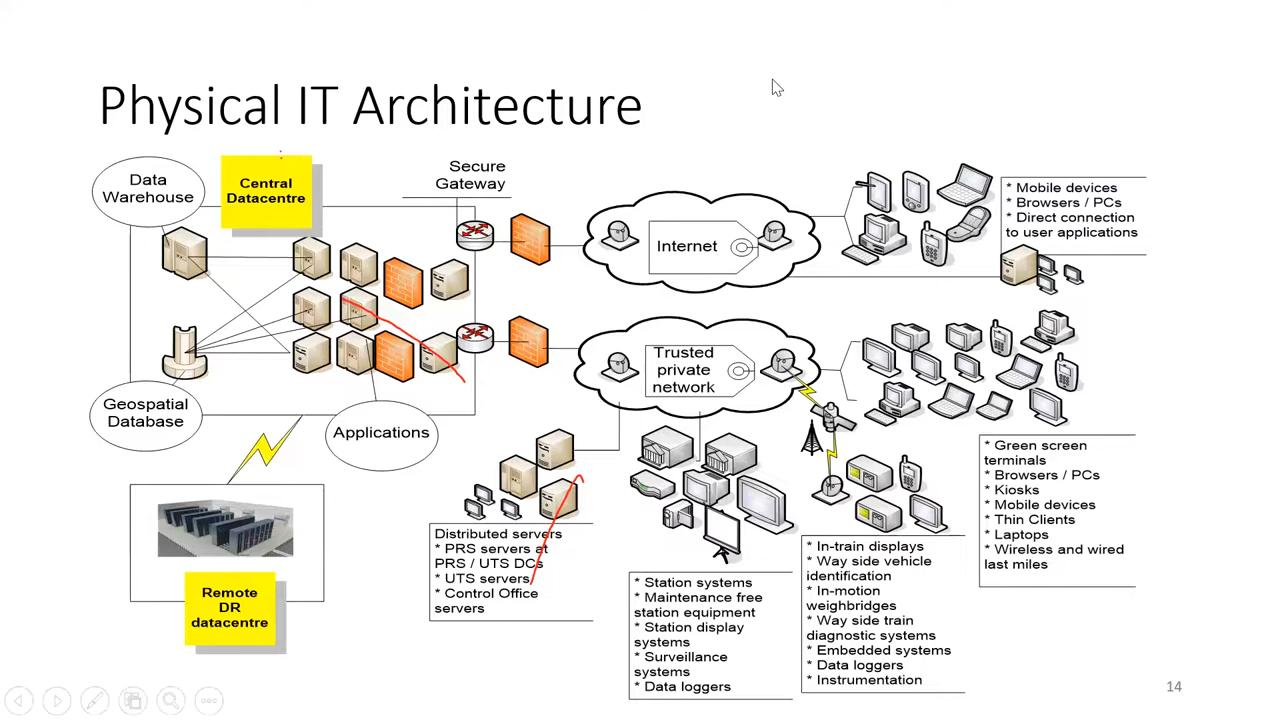 Physical IT Architecture
Data
Warehouse
Central
Datacentre
Secure
Gateway
Internet
* Mobile devices
* Browsers / PCs
* Direct connection
to user applications
Trusted
private
network
Geospatial
Database
Applications
Remote
DR
datacentre
Distributed servers
* PRS servers at
PRS / UTS DCs
* UTS servers
* Control Office
servers
* Station systems
* Maintenance free
station equipment
* Station display
systems
* Surveillance
systems
* Data loggers
* In-train displays
* Way side vehicle
identification
* In-motion
weighbridges
* Way side train
diagnostic systems
* Embedded systems
* Data loggers
* Instrumentation
* Green screen
terminals
* Browsers / PCs
* Kiosks
* Mobile devices
* Thin Clients
* Laptops
* Wireless and wired
last miles
14